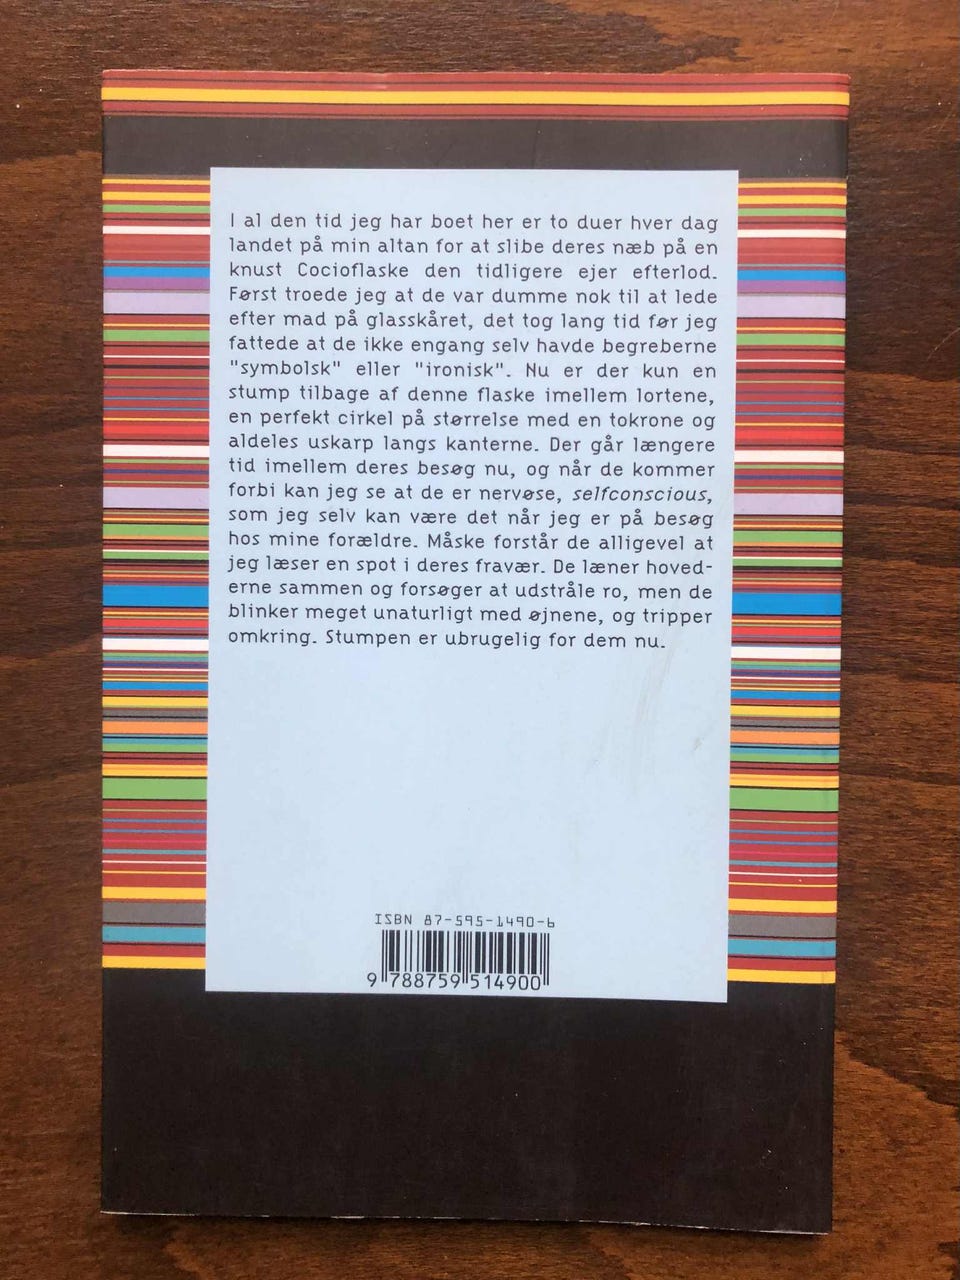 I al den tid jeg har boet her er to duer hver dag
landet på min altan for at slibe deres næb på en
knust Cocioflaske den tidligere ejer efterlod.
Først troede jeg at de var dumme nok til at lede
efter mad på glasskåret, det tog lang tid før jeg
fattede at de ikke engang selv havde begreberne
"symbolsk" eller "ironisk". Nu er der kun en
stump tilbage af denne flaske imellem lortene,
en perfekt cirkel på størrelse med en tokrone og
aldeles uskarp langs kanterne. Der går længere
tid imellem deres besøg nu, og når de kommer
forbi kan jeg se at de er nervøse, selfconscious,
som jeg selv kan være det når jeg er på besøg
hos mine forældre. Måske forstår de alligevel at
jeg læser en spot i deres fravær. De læner hoved-
erne sammen og forsøger at udstråle ro, men de
blinker meget unaturligt med øjnene, og tripper
omkring. Stumpen er ubrugelig for dem nu.
ISBN 87-595-1490-6
9 788759 514900